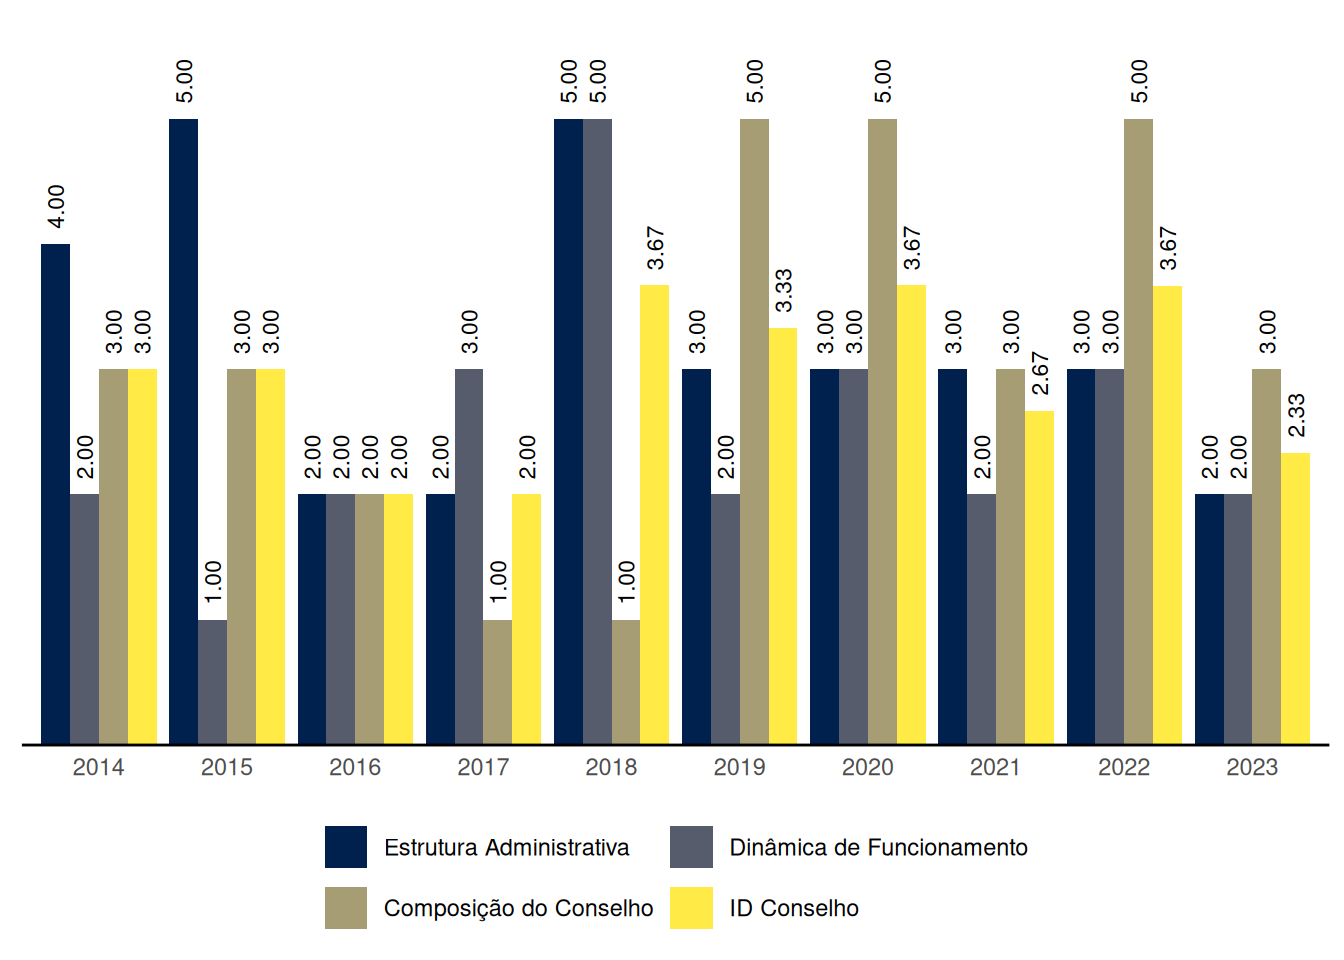 4.00 2.00 3.00 3.00
5.00 1.00 3.00 3.00
2.00 2.00 2.00 2.00
2.00 3.00 1.00 2.00
5.00 5.00 1.00 3.67
3.00 2.00 5.00 3.33
3.00 3.00 5.00 3.67
3.00 2.00 3.00 2.67
3.00 3.00 5.00 3.67
2.00 2.00 3.00 2.33
2014 2015 2016 2017 2018 2019 2020 2021 2022 2023
Estrutura Administrativa Dinâmica de Funcionamento
Composição do Conselho ID Conselho